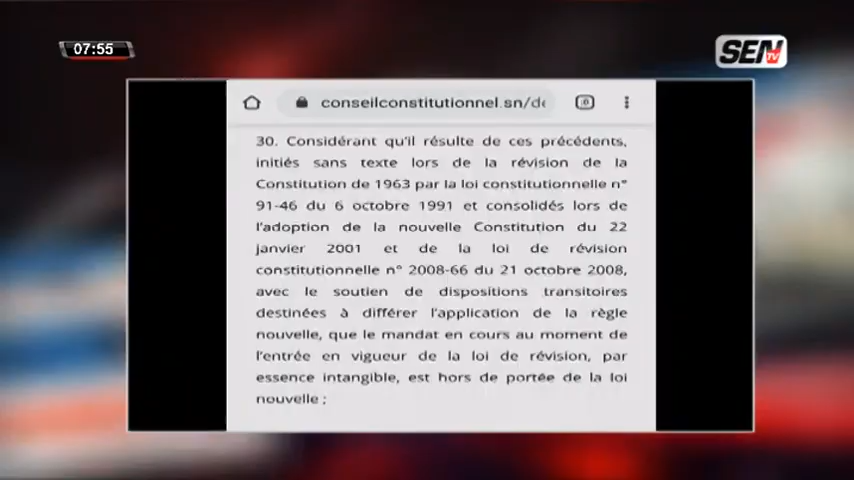 07:55
SEN
TV
conseilconstitutionnel.sn/de
30. Considérant qu'il résulte de ces précédents,
initiés sans texte lors de la révision de la
Constitution de 1963 par la loi constitutionnelle n°
91-46 du 6 octobre 1991 et consolidés lors de
l'adoption de la nouvelle Constitution du 22
janvier 2001 et de la loi de révision
constitutionnelle n° 2008-66 du 21 octobre 2008,
avec le soutien de dispositions transitoires
destinées à différer l'application de la règle
nouvelle, que le mandat en cours au moment de
l'entrée en vigueur de la loi de révision, par
essence intangible, est hors de portée de la loi
nouvelle ;